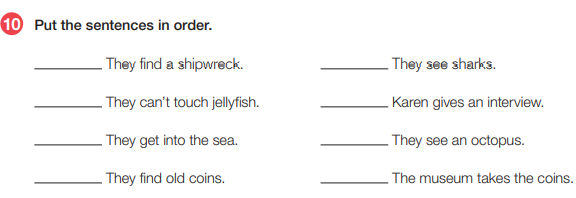 10 Put the sentences in order.
________ They find a shipwreck.
________ They can’t touch jellyfish.
________ They get into the sea.
________ They find old coins.
________ They see sharks.
________ Karen gives an interview.
________ They see an octopus.
________ The museum takes the coins.